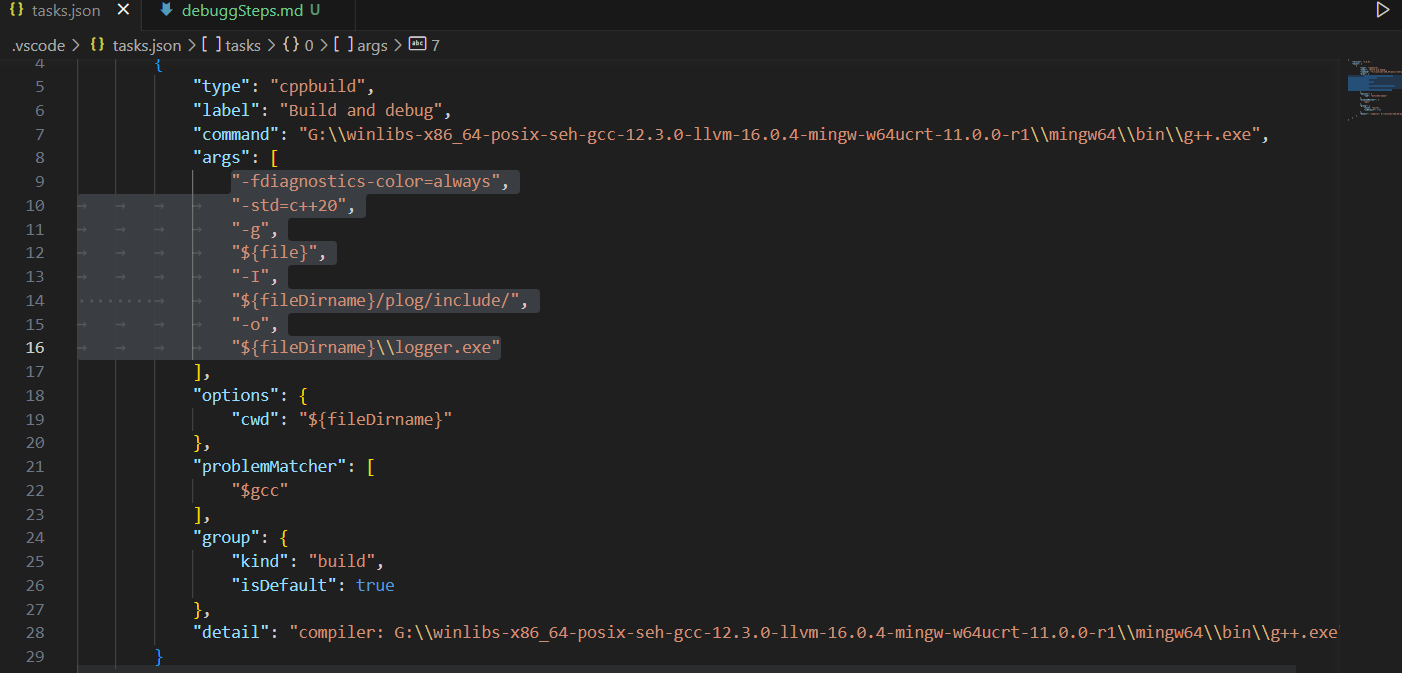 {} tasks.json × debuggSteps.md U
.vscode > {} tasks.json > [ ] tasks > {} 0 > [ ] args > abc 7
4 {
5 "type": "cppbuild",
6 "label": "Build and debug",
7 "command": "G:\\winlibs-x86_64-posix-seh-gcc-12.3.0-llvm-16.0.4-mingw-w64ucrt-11.0.0-r1\\mingw64\\bin\\g++.exe",
8 "args": [
9 "-fdiagnostics-color=always",
10 "-std=c++20",
11 "-g",
12 "${file}",
13 "-I",
14 "${fileDirname}/plog/include/",
15 "-o",
16 "${fileDirname}\\logger.exe"
17 ],
18 "options": {
19 "cwd": "${fileDirname}"
20 },
21 "problemMatcher": [
22 "$gcc"
23 ],
24 "group": {
25 "kind": "build",
26 "isDefault": true
27 },
28 "detail": "compiler: G:\\winlibs-x86_64-posix-seh-gcc-12.3.0-llvm-16.0.4-mingw-w64ucrt-11.0.0-r1\\mingw64\\bin\\g++.exe
29 }